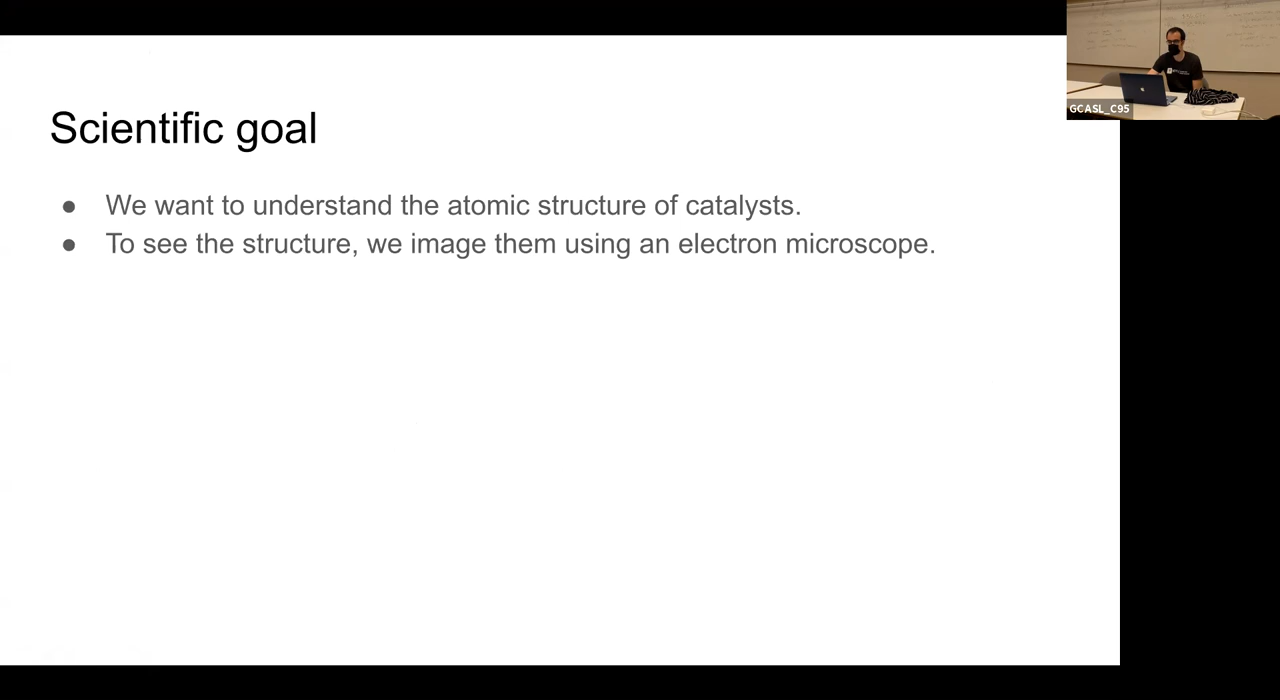 Scientific goal
● We want to understand the atomic structure of catalysts.
● To see the structure, we image them using an electron microscope.
GCASL_C95